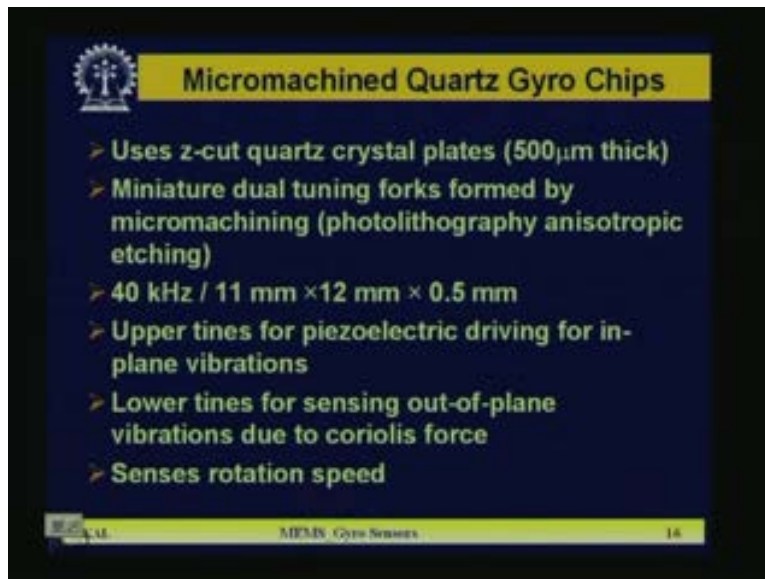 Micromachined Quartz Gyro Chips
➢ Uses z-cut quartz crystal plates (500μm thick)
➢ Miniature dual tuning forks formed by
micromachining (photolithography anisotropic
etching)
➢ 40 kHz / 11 mm ×12 mm × 0.5 mm
➢ Upper tines for piezoelectric driving for in-
plane vibrations
➢ Lower tines for sensing out-of-plane
vibrations due to coriolis force
➢ Senses rotation speed
MEMS Gyro Sensors